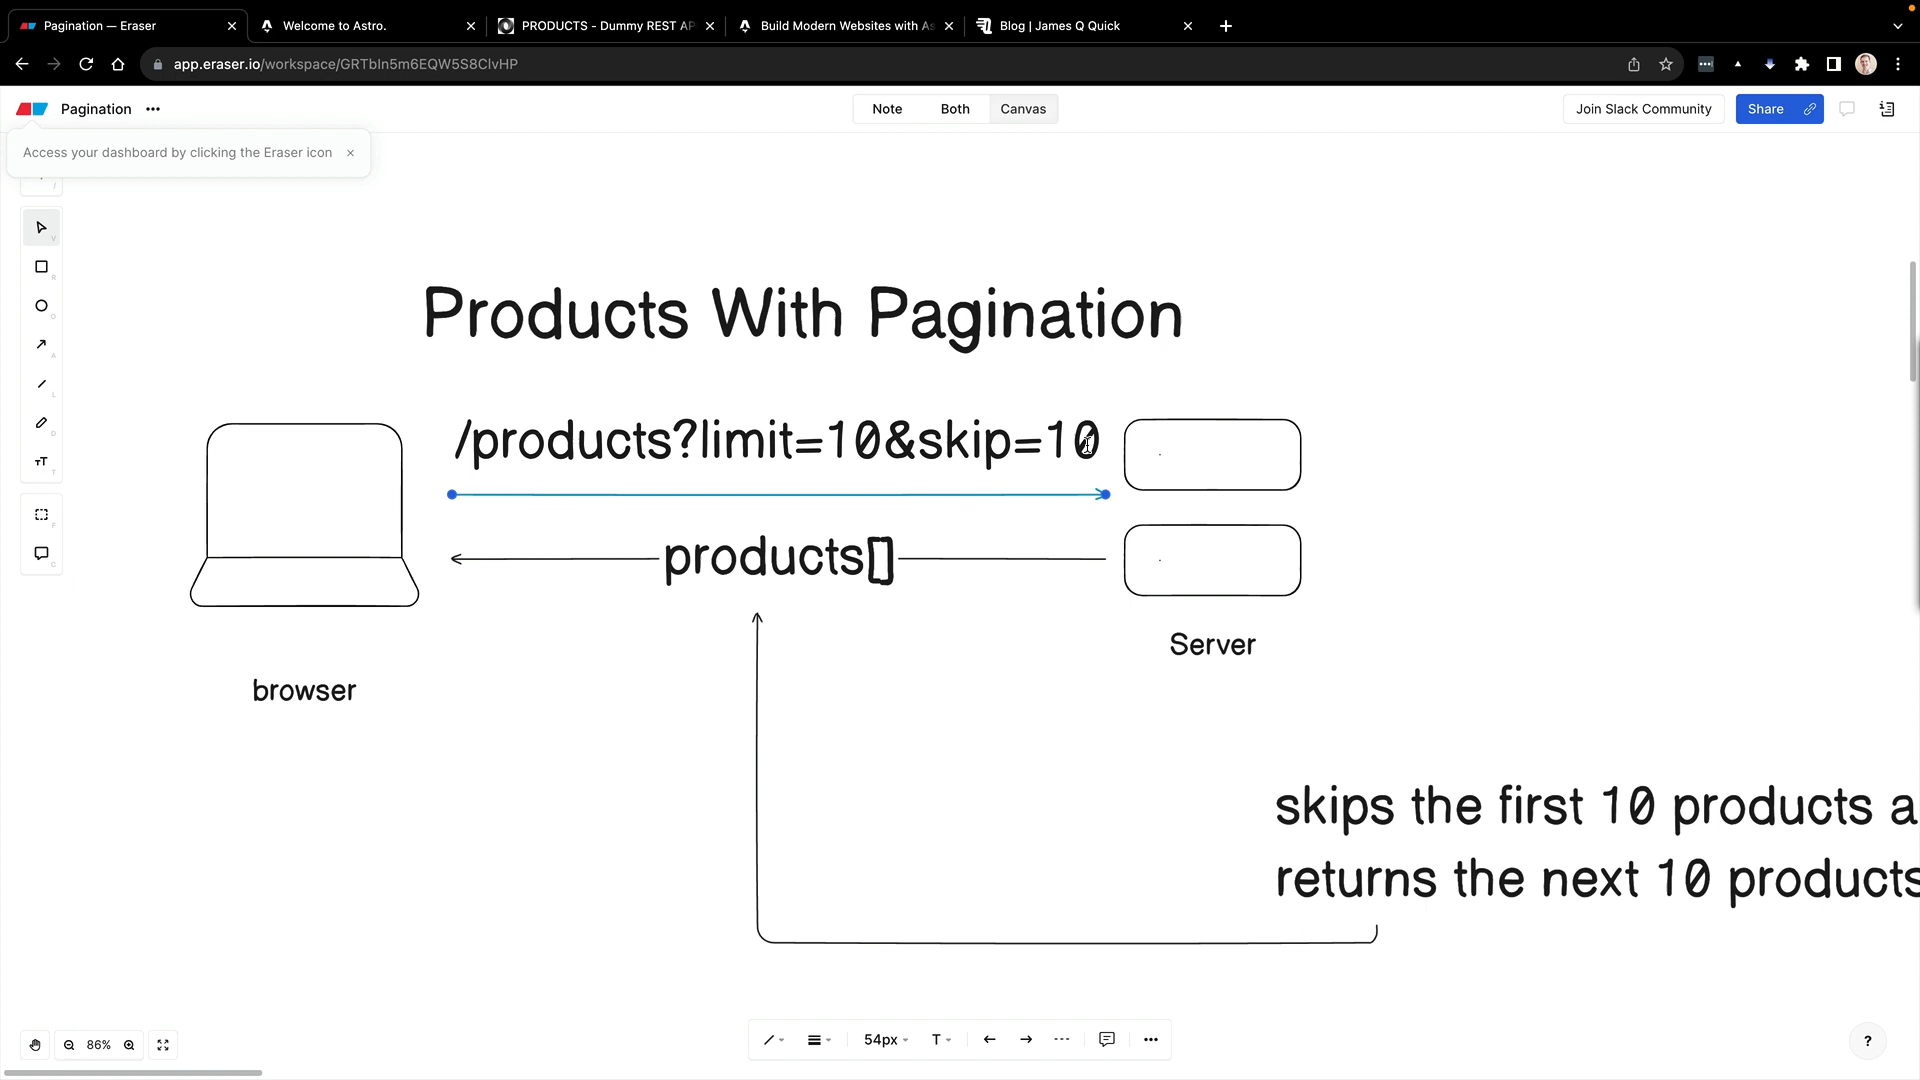 Pagination — Eraser
Welcome to Astro.
PRODUCTS - Dummy REST AP
Build Modern Websites with As
Blog | James Q Quick
app.eraser.io/workspace/GRTbIn5m6EQW5S8ClvHP
Pagination
Note
Both
Canvas
Join Slack Community
Share
Access your dashboard by clicking the Eraser icon
Products With Pagination
/products?limit=10&skip=10
products[]
Server
browser
skips the first 10 products a
returns the next 10 products
V
R
O
A
L
D
T
F
C
86%
54px
T
?